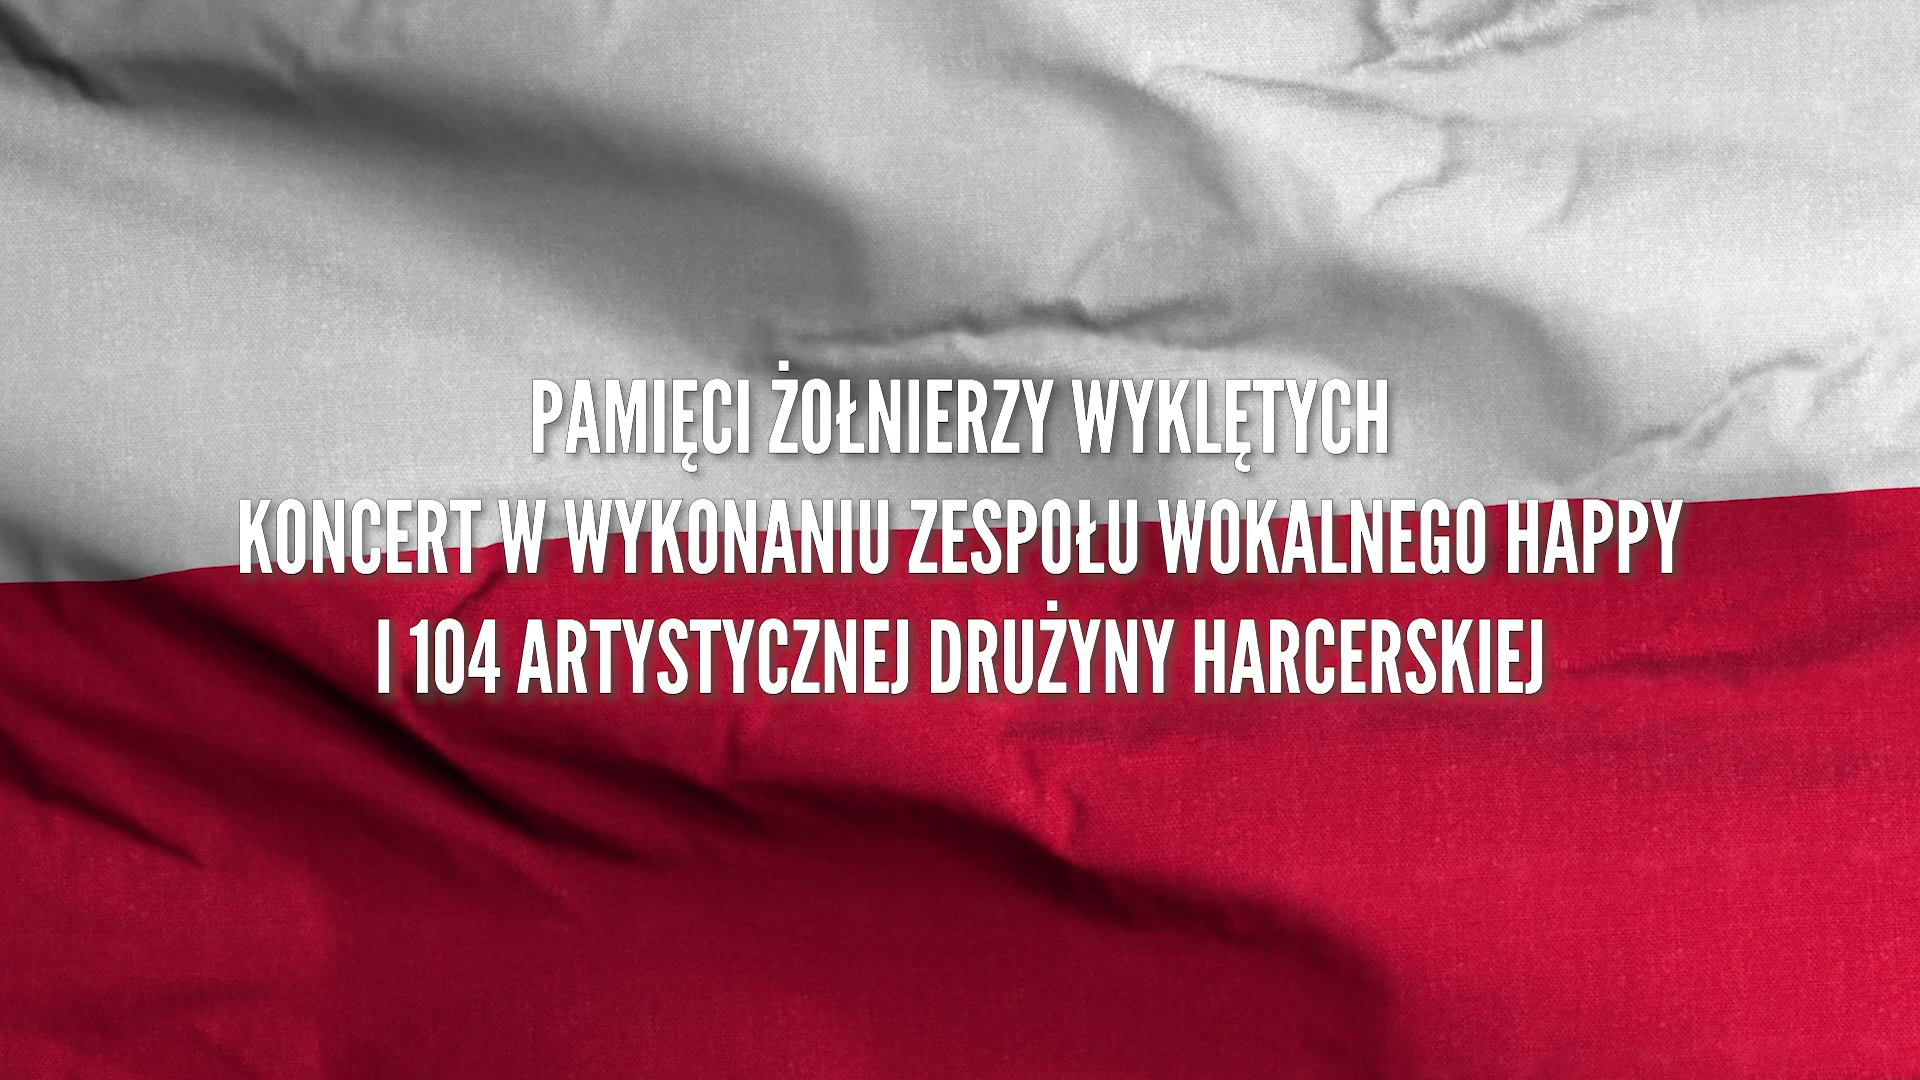 PAMIĘCI ŻOŁNIERZY WYKLĘTYCH
KONCERT W WYKONANIU ZESPOŁU WOKALNEGO HAPPY
I 104 ARTYSTYCZNEJ DRUŻYNY HARCERSKIEJ